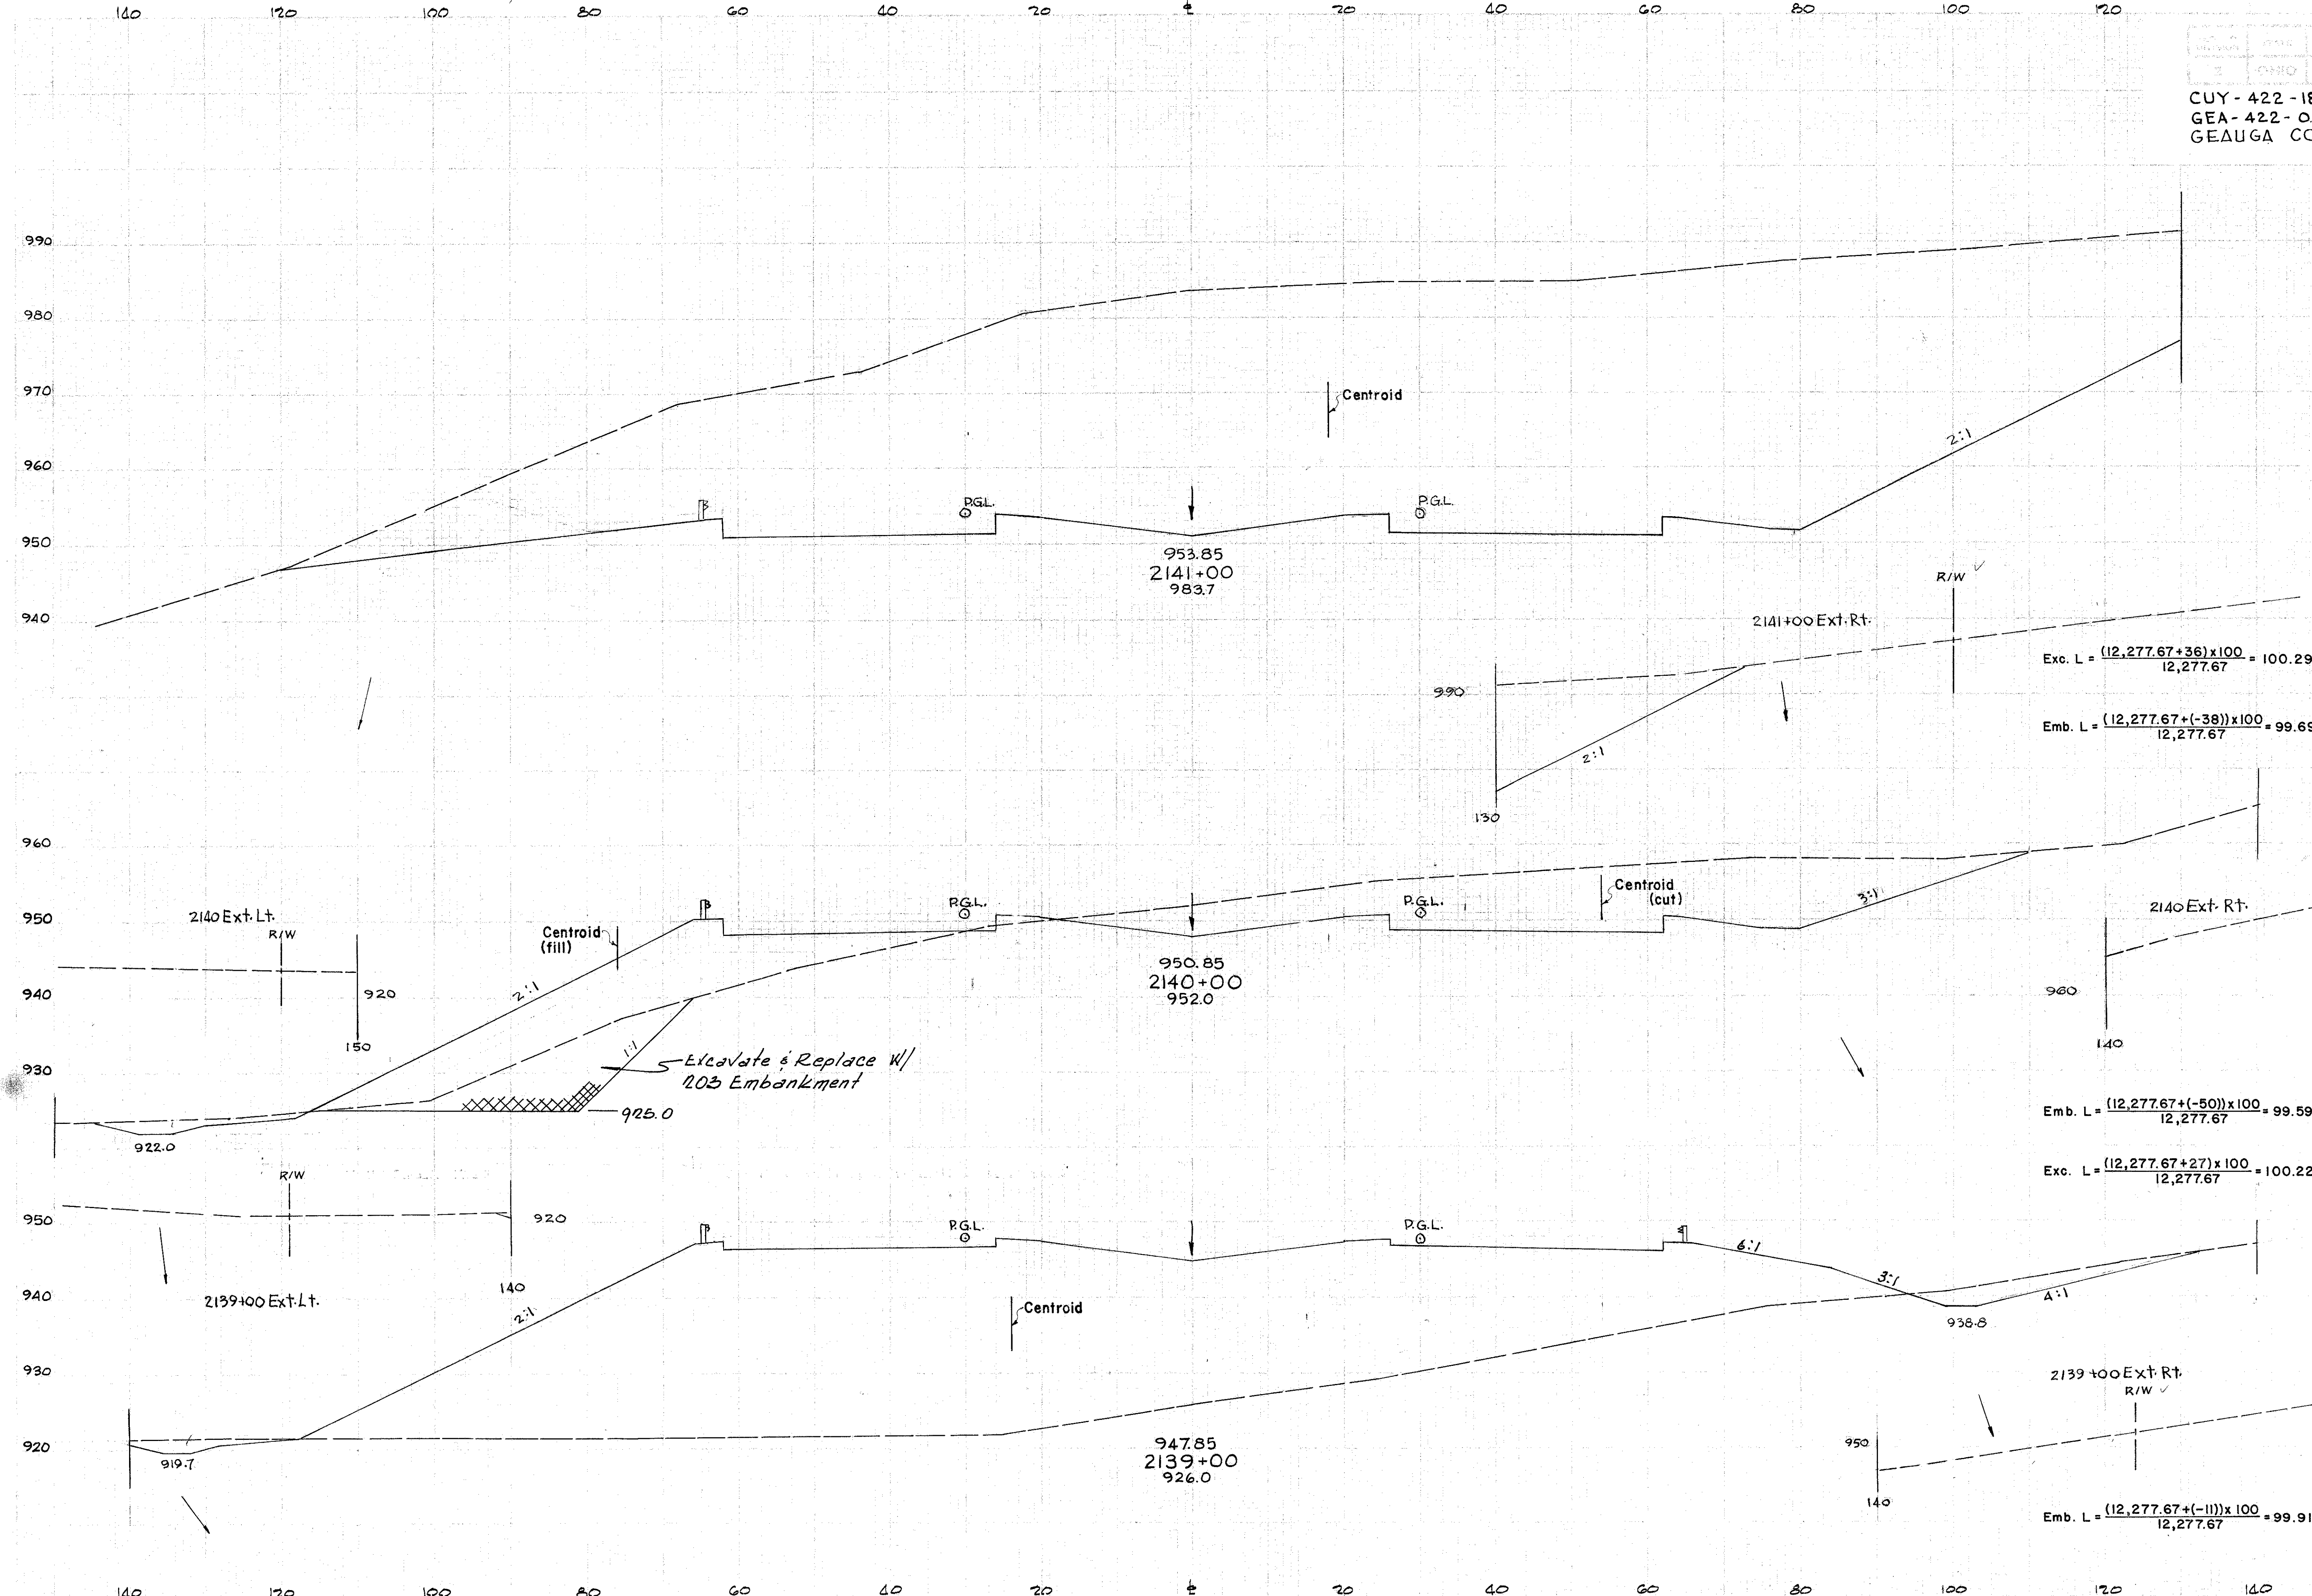 140 120 100 80 60 40 20 ℄ 20 40 60 80 100 120
OHIO
CUY - 422 - 18
GEA - 422 - 0.
GEAUGA CO
990
980
970
Centroid
960
2:1
P.G.L. P.G.L.
950
953.85
2141+00
983.7
R/W ✓
940
2141+00 Ext. Rt.
Exc. L = (12,277.67+36)x100 / 12,277.67 = 100.29
990
Emb. L = (12,277.67+(-38))x100 / 12,277.67 = 99.69
2:1
130
960
Centroid (cut)
3:1
P.G.L. P.G.L.
950
2140 Ext. Lt.
R/W
Centroid (fill)
2140 Ext. Rt.
950.85
2140+00
952.0
940
920
2:1
960
150
140
1:1
Excavate & Replace W/
203 Embankment
930
925.0
922.0
Emb. L = (12,277.67+(-50))x100 / 12,277.67 = 99.59
Exc. L = (12,277.67+27)x100 / 12,277.67 = 100.22
R/W
950
920
P.G.L. P.G.L.
6:1
140
3:1
940
2139+00 Ext. Lt.
2:1
Centroid
4:1
938.8
930
2139+00 Ext. Rt.
R/W ✓
920
919.7
947.85
2139+00
926.0
950
140
Emb. L = (12,277.67+(-11))x 100 / 12,277.67 = 99.91
140 120 100 80 60 40 20 ℄ 20 40 60 80 100 120 140